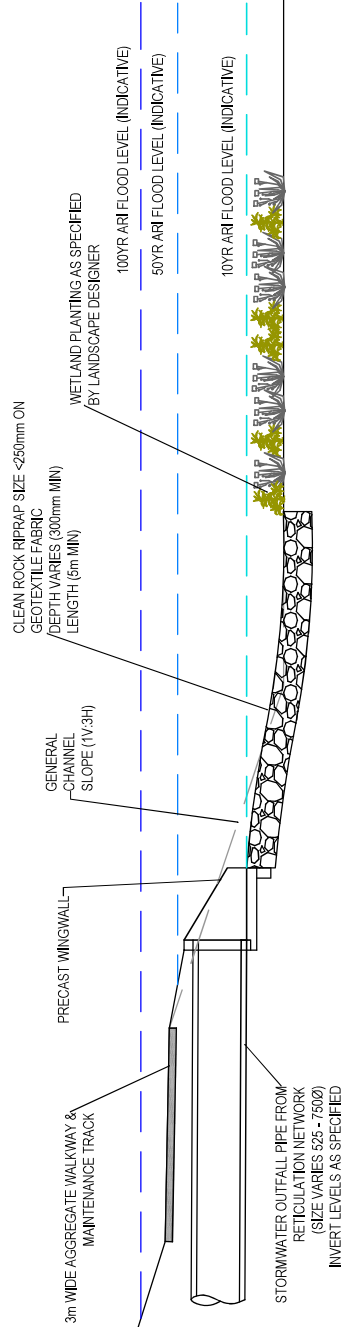 3m WIDE AGGREGATE WALKWAY &
MAINTENANCE TRACK
PRECAST WINGWALL
GENERAL
CHANNEL
SLOPE (1V:3H)
CLEAN ROCK RIPRAP SIZE <250mm ON
GEOTEXTILE FABRIC
DEPTH VARIES (300mm MIN)
LENGTH (5m MIN)
WETLAND PLANTING AS SPECIFIED
BY LANDSCAPE DESIGNER
100YR ARI FLOOD LEVEL (INDICATIVE)
50YR ARI FLOOD LEVEL (INDICATIVE)
10YR ARI FLOOD LEVEL (INDICATIVE)
STORMWATER OUTFALL PIPE FROM
RETICULATION NETWORK
(SIZE VARIES 525 - 750Ø)
INVERT LEVELS AS SPECIFIED